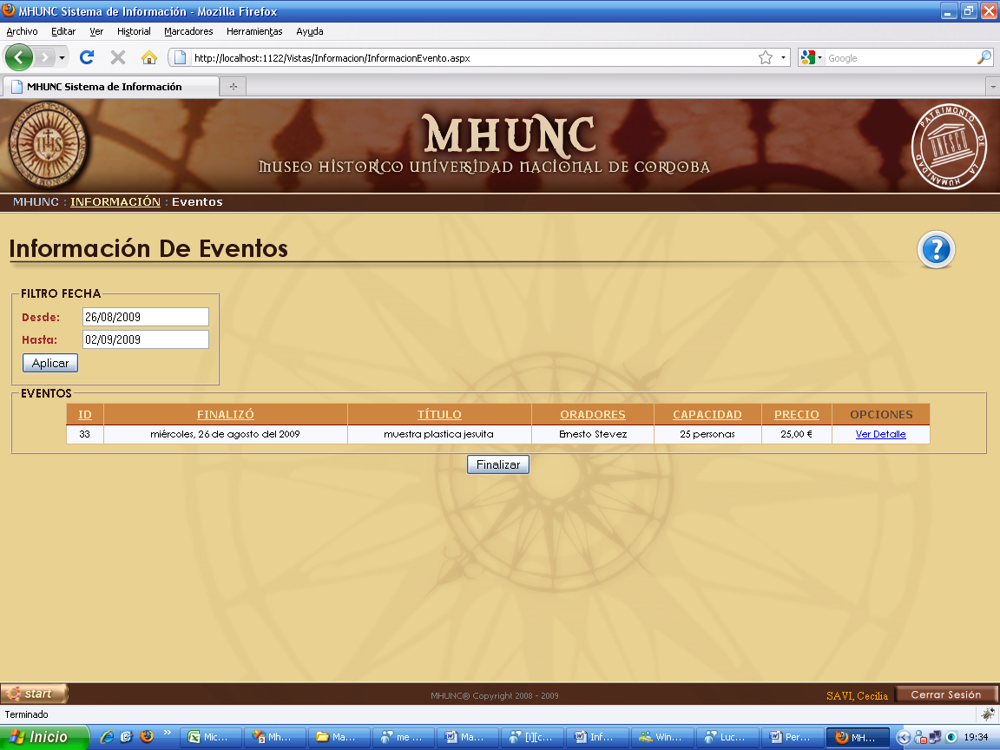 MHUNC Sistema de Información - Mozilla Firefox
Archivo Editar Ver Historial Marcadores Herramientas Ayuda
http://localhost:1122/Vistas/Informacion/InformacionEvento.aspx
Google
MHUNC Sistema de Información
MHUNC
MUSEO HISTORICO UNIVERSIDAD NACIONAL DE CORDOBA
IHS
PATRIMONIO DE LA HUMANIDAD
UNESCO
MHUNC : INFORMACIÓN : Eventos
Información De Eventos
?
FILTRO FECHA
Desde: 26/08/2009
Hasta: 02/09/2009
Aplicar
EVENTOS
ID FINALIZÓ TÍTULO ORADORES CAPACIDAD PRECIO OPCIONES
33 miércoles, 26 de agosto del 2009 muestra plastica jesuita Ernesto Stevez 25 personas 25,00 € Ver Detalle
Finalizar
start MHUNC® Copyright 2008 - 2009 SAVI, Cecilia Cerrar Sesión
Terminado
Inicio Mic... Mh... Ma... me ... Ma... [i][c... Inf... Win... Luc... Per... MH... 19:34